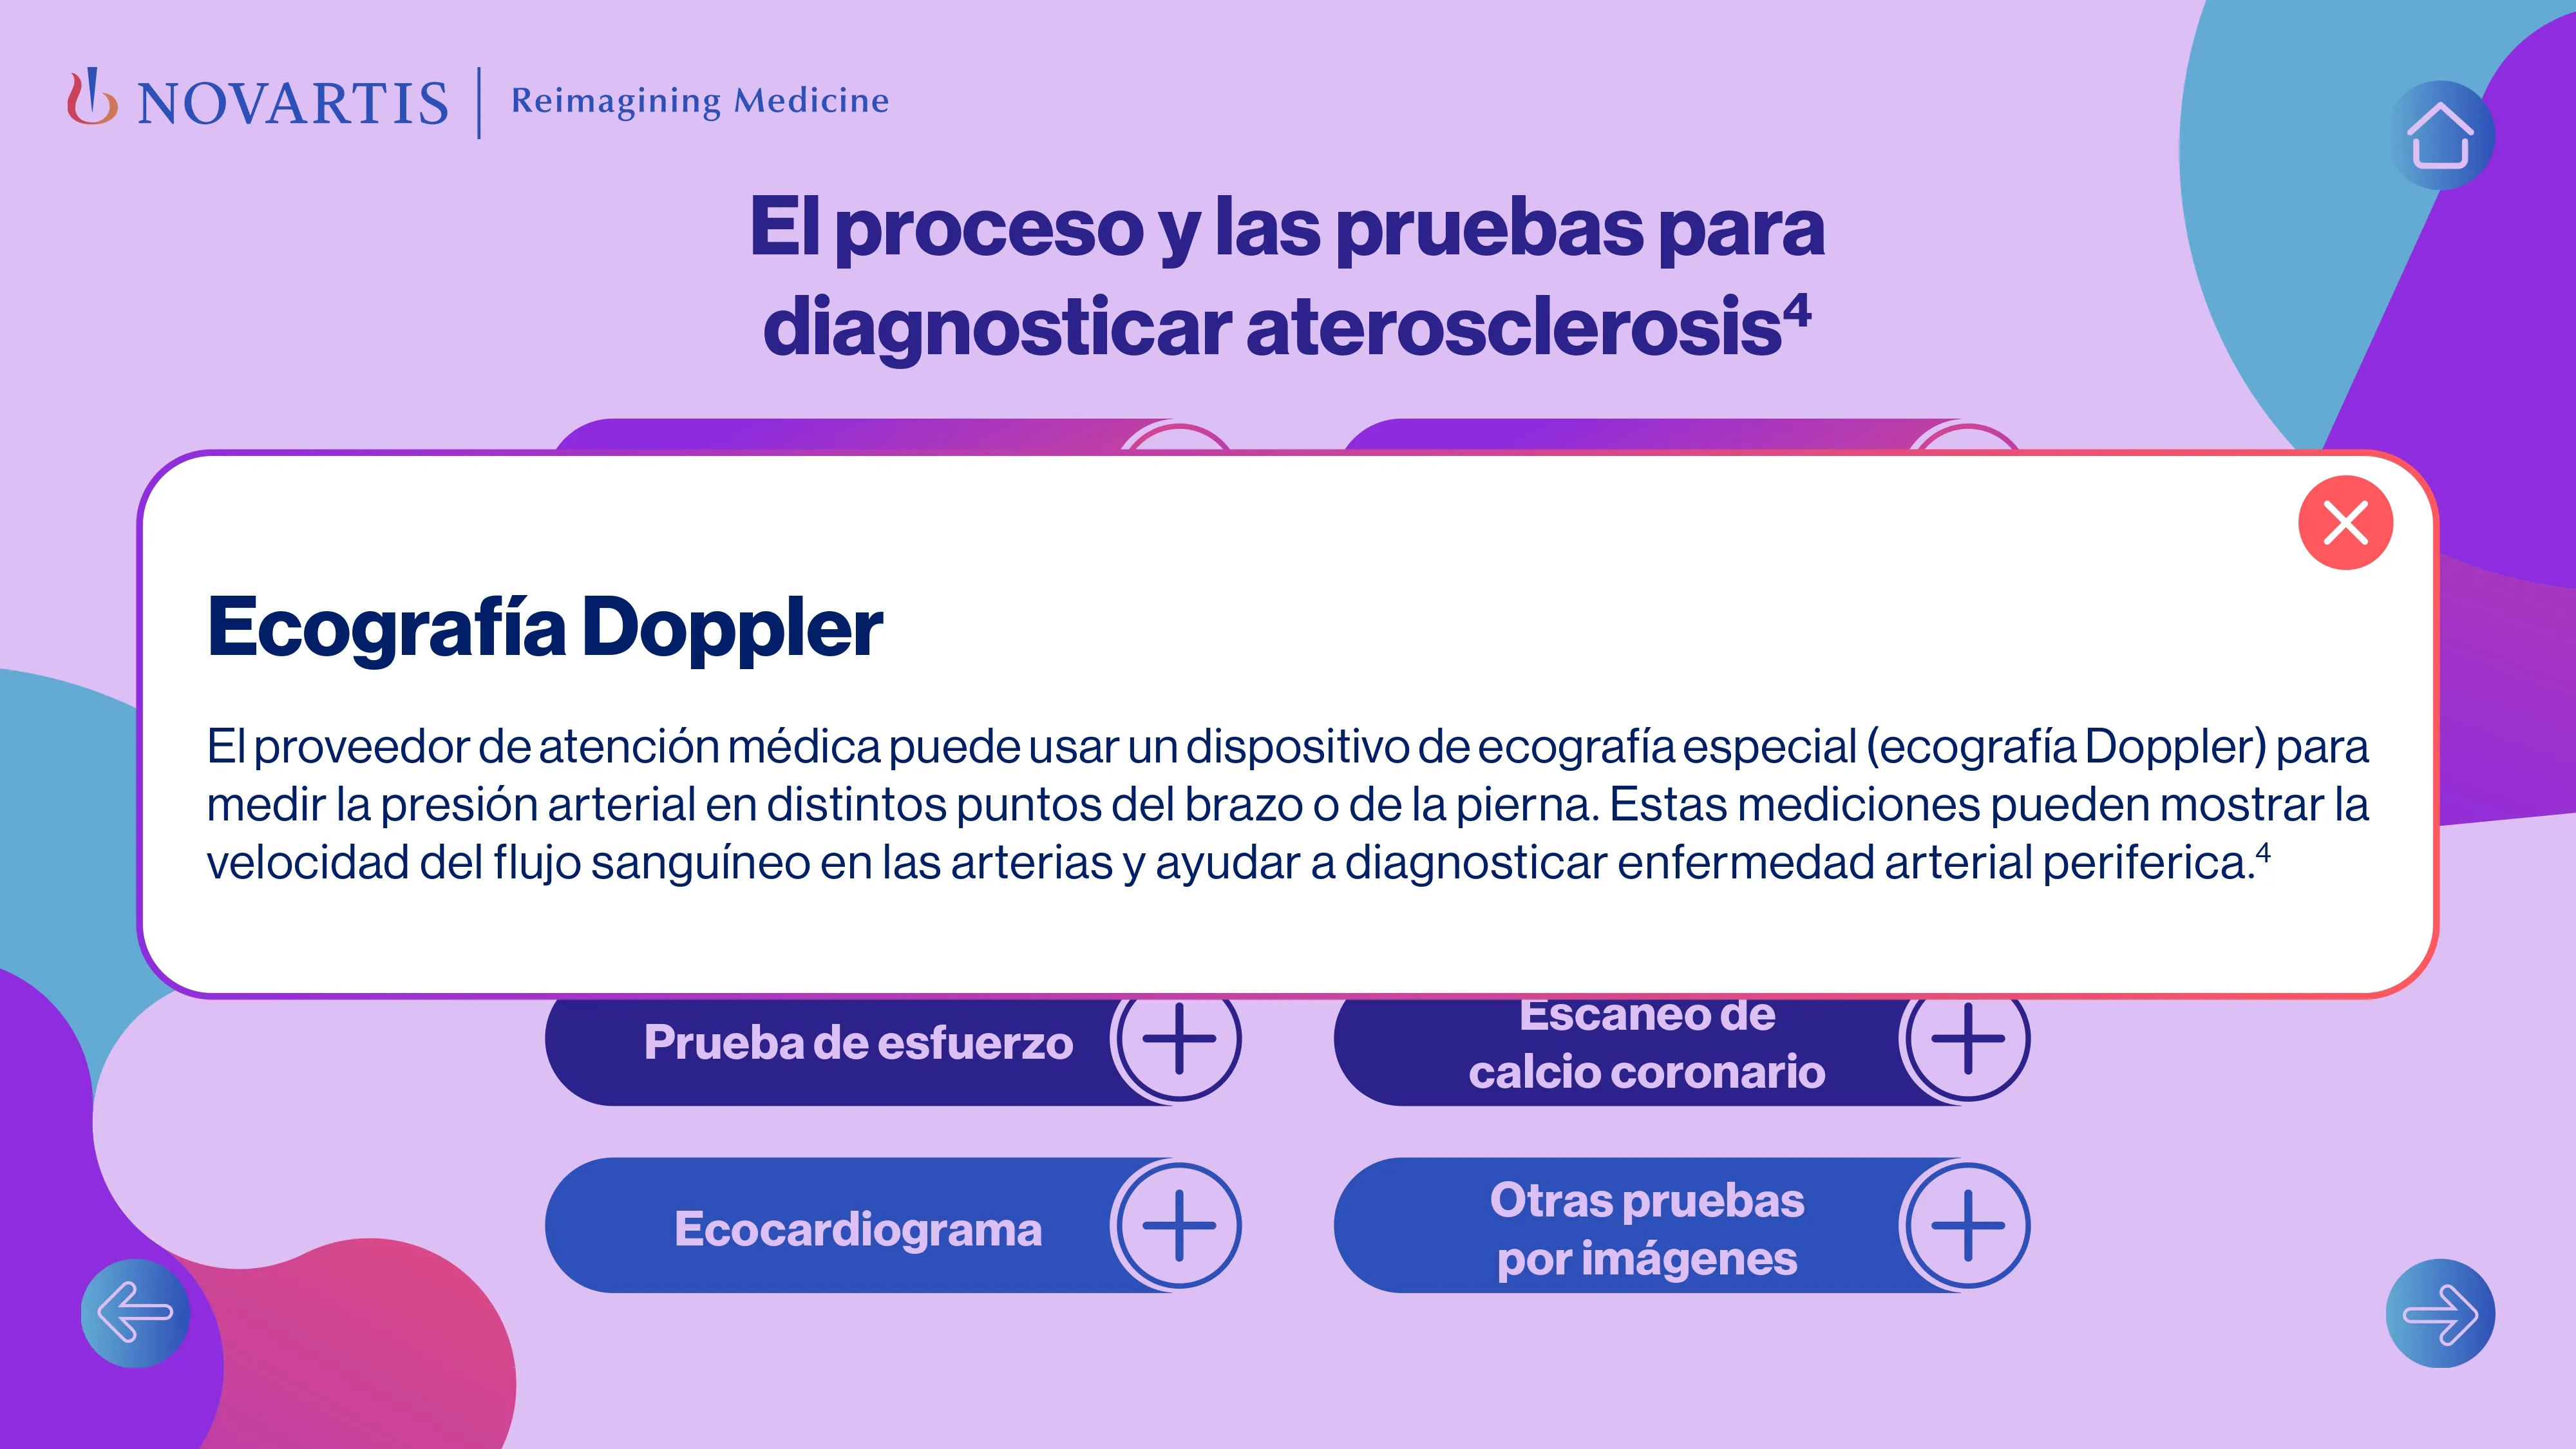 NOVARTIS | Reimagining Medicine
El proceso y las pruebas para
diagnosticar aterosclerosis⁴
Ecografía Doppler
El proveedor de atención médica puede usar un dispositivo de ecografía especial (ecografía Doppler) para
medir la presión arterial en distintos puntos del brazo o de la pierna. Estas mediciones pueden mostrar la
velocidad del flujo sanguíneo en las arterias y ayudar a diagnosticar enfermedad arterial periferica.⁴
Prueba de esfuerzo
Escaneo de
calcio coronario
Ecocardiograma
Otras pruebas
por imágenes